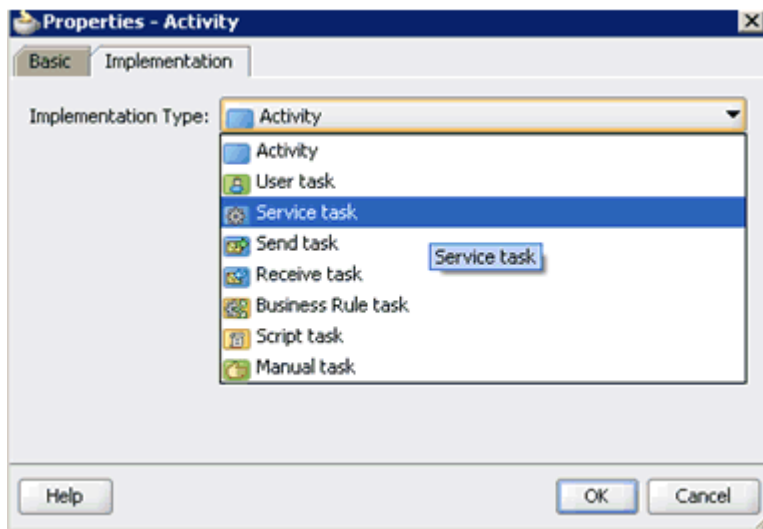 Properties - Activity
Basic Implementation
Implementation Type: Activity
Activity
User task
Service task
Send task
Service task
Receive task
Business Rule task
Script task
Manual task
Help OK Cancel